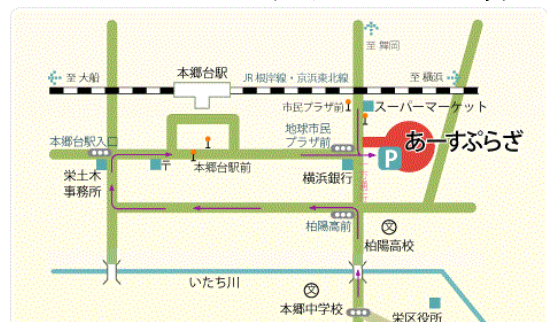 至 舞岡
至 大船
本郷台駅
JR 根岸線・京浜東北線
至 横浜
市民プラザ前
スーパーマーケット
地球市民
プラザ前
あーすぷらざ
P
本郷台駅入口
〒
本郷台駅前
栄土木
事務所
横浜銀行
文
柏陽高前
柏陽高校
いたち川
文
本郷中学校
栄区役所